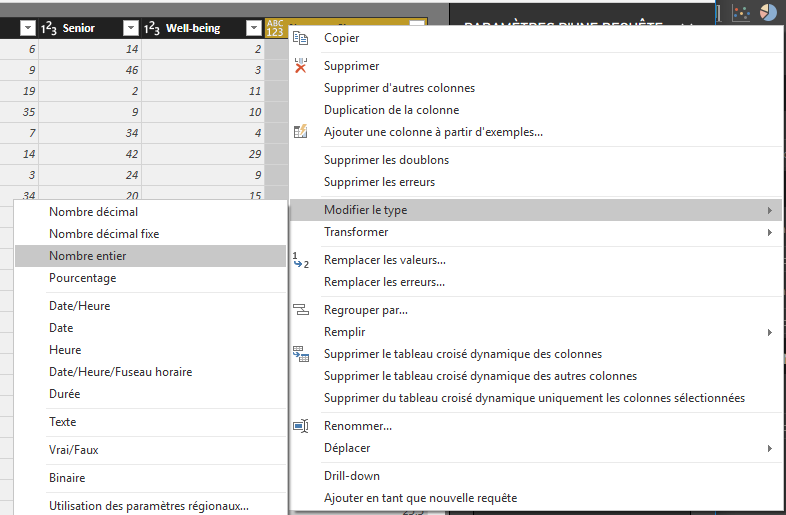 1²3 Senior 1²3 Well-being ABC 123
6 14 2
9 46 3
19 2 11
35 9 10
7 34 4
14 42 29
3 24 9
34 20 15
Copier
Supprimer
Supprimer d'autres colonnes
Duplication de la colonne
Ajouter une colonne à partir d'exemples...
Supprimer les doublons
Supprimer les erreurs
Modifier le type
Transformer
Remplacer les valeurs...
Remplacer les erreurs...
Regrouper par...
Remplir
Supprimer le tableau croisé dynamique des colonnes
Supprimer le tableau croisé dynamique des autres colonnes
Supprimer du tableau croisé dynamique uniquement les colonnes sélectionnées
Renommer...
Déplacer
Drill-down
Ajouter en tant que nouvelle requête
Nombre décimal
Nombre décimal fixe
Nombre entier
Pourcentage
Date/Heure
Date
Heure
Date/Heure/Fuseau horaire
Durée
Texte
Vrai/Faux
Binaire
Utilisation des paramètres régionaux...